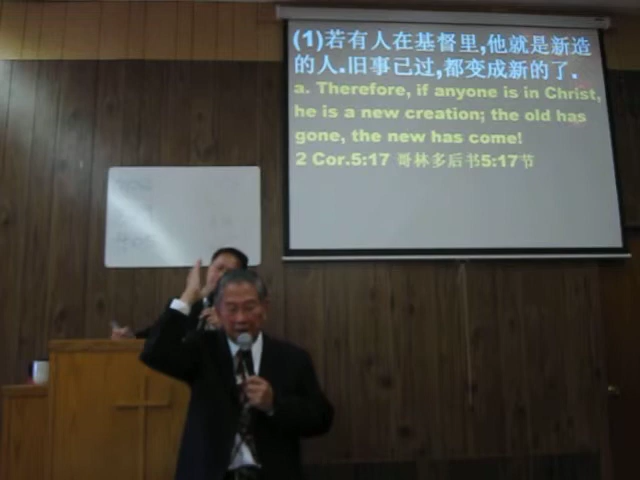 (1)若有人在基督里,他就是新造
的人.旧事已过,都变成新的了.
a. Therefore, if anyone is in Christ,
he is a new creation; the old has
gone, the new has come!
2 Cor.5:17 哥林多后书5:17节